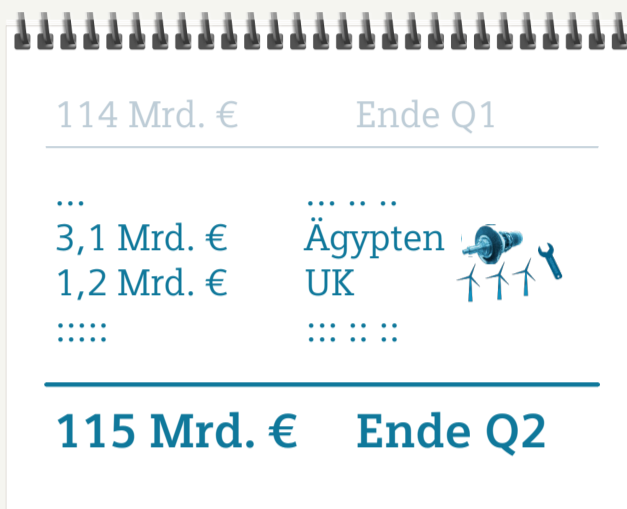 114 Mrd. € Ende Q1
... ... .. ..
3,1 Mrd. € Ägypten
1,2 Mrd. € UK
::::: ::: :: ::
115 Mrd. € Ende Q2